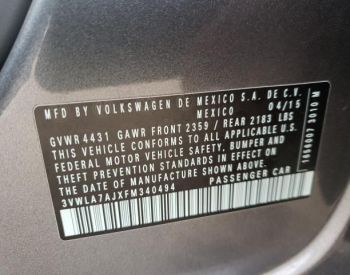 MFD BY VOLKSWAGEN DE MEXICO S.A. DE C.V.
MEXICO 04/15
GVWR 4431 GAWR FRONT 2359 / REAR 2183 LBS
THIS VEHICLE CONFORMS TO ALL APPLICABLE U.S.
FEDERAL MOTOR VEHICLE SAFETY, BUMPER AND
THEFT PREVENTION STANDARDS IN EFFECT ON
THE DATE OF MANUFACTURE SHOWN ABOVE
3VWLA7AJXFM340494 PASSENGER CAR
3010 M